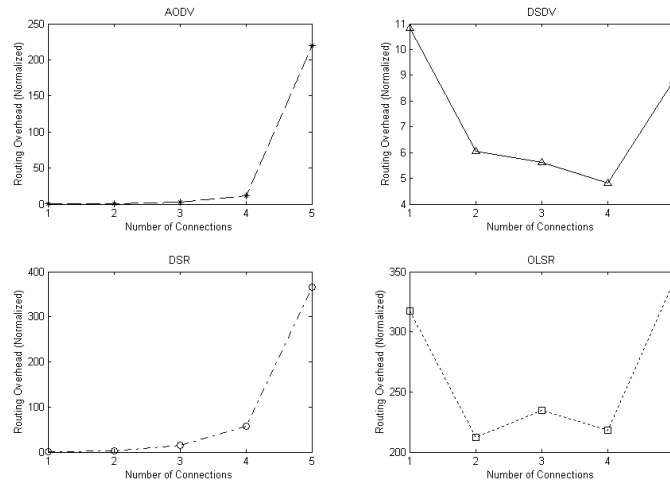 AODV
250
200
150
100
50
0
1 2 3 4 5
Number of Connections
Routing Overhead (Normalized)
DSDV
11
10
9
8
7
6
5
4
1 2 3 4
Number of Connections
Routing Overhead (Normalized)
DSR
400
300
200
100
0
1 2 3 4 5
Number of Connections
Routing Overhead (Normalized)
OLSR
350
300
250
200
1 2 3 4
Number of Connections
Routing Overhead (Normalized)